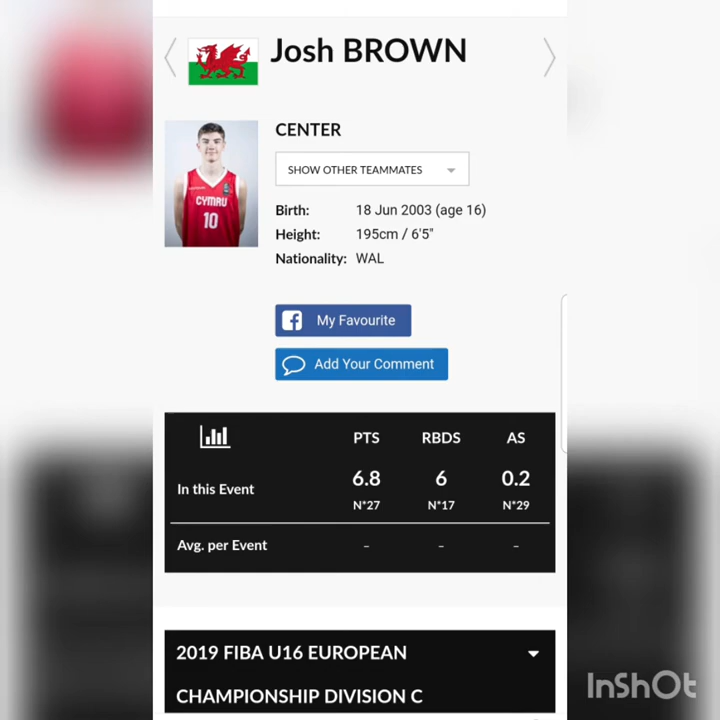 Josh BROWN
CENTER
SHOW OTHER TEAMMATES
Birth: 18 Jun 2003 (age 16)
Height: 195cm / 6'5"
Nationality: WAL
CYMRU
10
My Favourite
Add Your Comment
PTS RBDS AS
In this Event 6.8 6 0.2
N°27 N°17 N°29
Avg. per Event - - -
2019 FIBA U16 EUROPEAN
CHAMPIONSHIP DIVISION C
InShOt